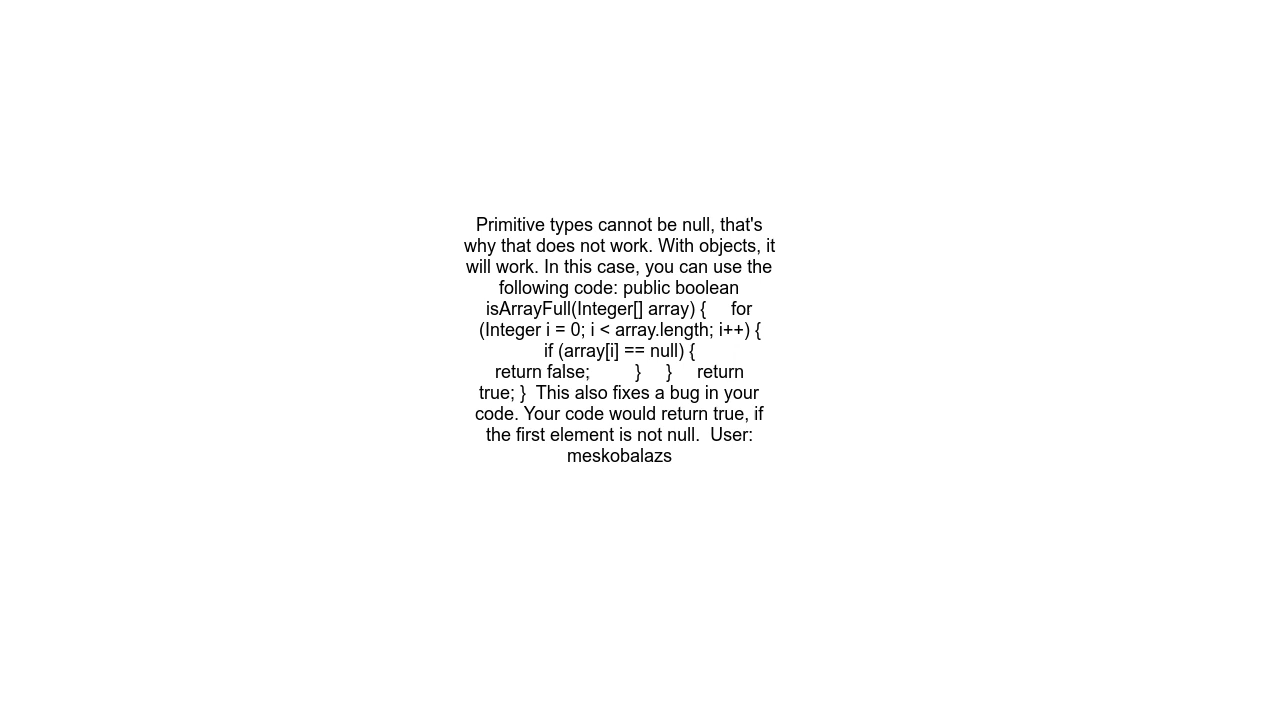 Primitive types cannot be null, that's
why that does not work. With objects, it
will work. In this case, you can use the
following code: public boolean
isArrayFull(Integer[] array) {     for
(Integer i = 0; i < array.length; i++) {
if (array[i] == null) {
return false;         }     }     return
true; }  This also fixes a bug in your
code. Your code would return true, if
the first element is not null.  User:
meskobalazs